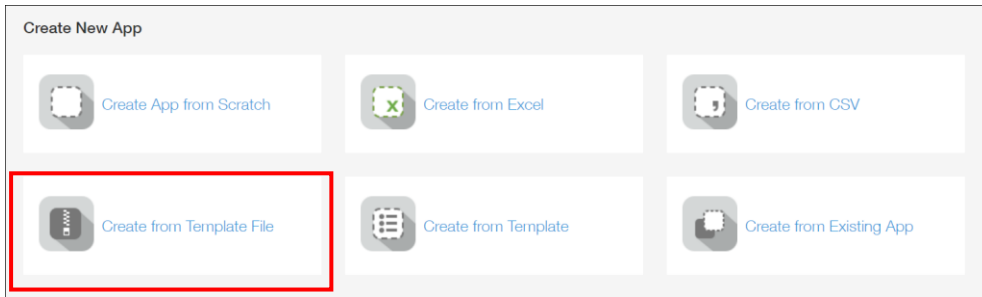 Create New App
Create App from Scratch
Create from Excel
Create from CSV
Create from Template File
Create from Template
Create from Existing App